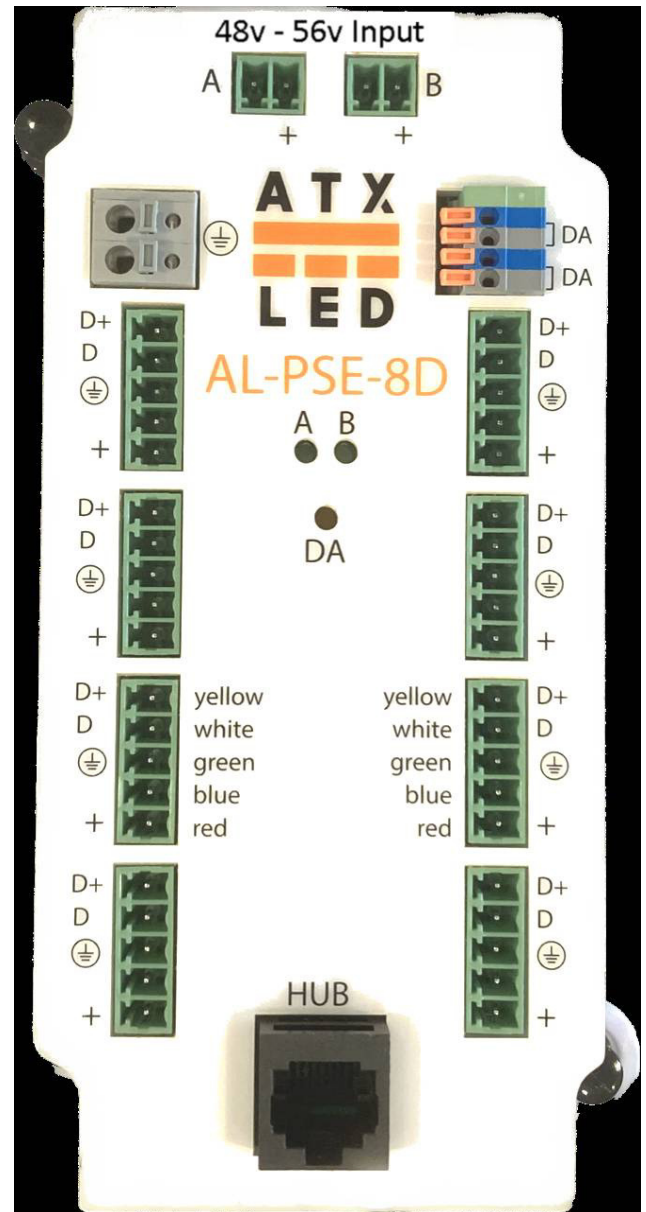 48v - 56v Input
A B
+ +
ATX
DA
DA
LED
D+ D+
D D
AL-PSE-8D
+ +
A B
D+ D+
D D
DA
+ +
D+ yellow yellow D+
D white white D
green green
blue blue
+ red red +
D+ D+
D D
HUB
+ +